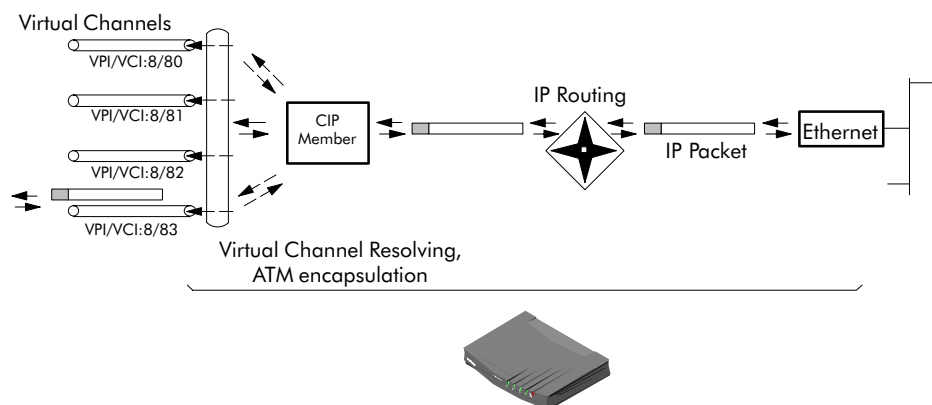 Virtual Channels
VPI/VCI:8/80
VPI/VCI:8/81
VPI/VCI:8/82
VPI/VCI:8/83
CIP
Member
IP Routing
IP Packet
Ethernet
Virtual Channel Resolving,
ATM encapsulation